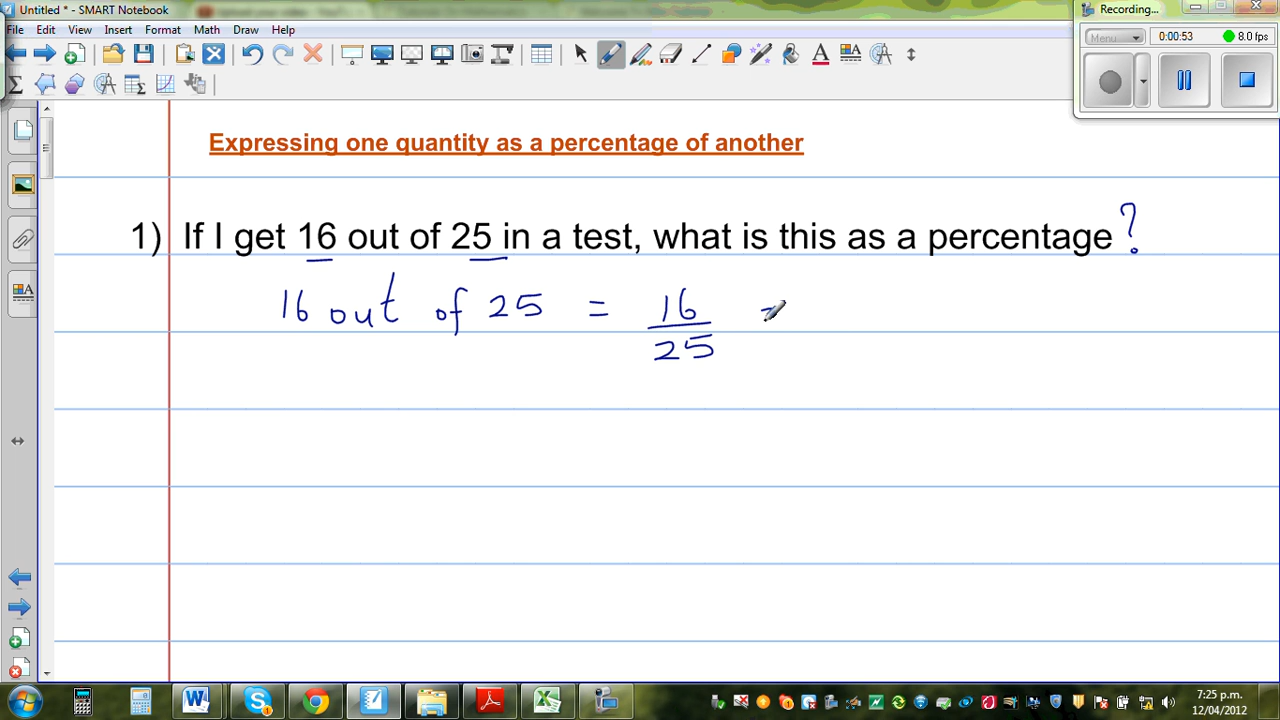 Untitled * - SMART Notebook
Recording...
File Edit View Insert Format Math Draw Help
Menu 0:00:53 8.0 fps
Expressing one quantity as a percentage of another
1) If I get 16 out of 25 in a test, what is this as a percentage ?
16 out of 25 = 16
25
7:25 p.m.
12/04/2012